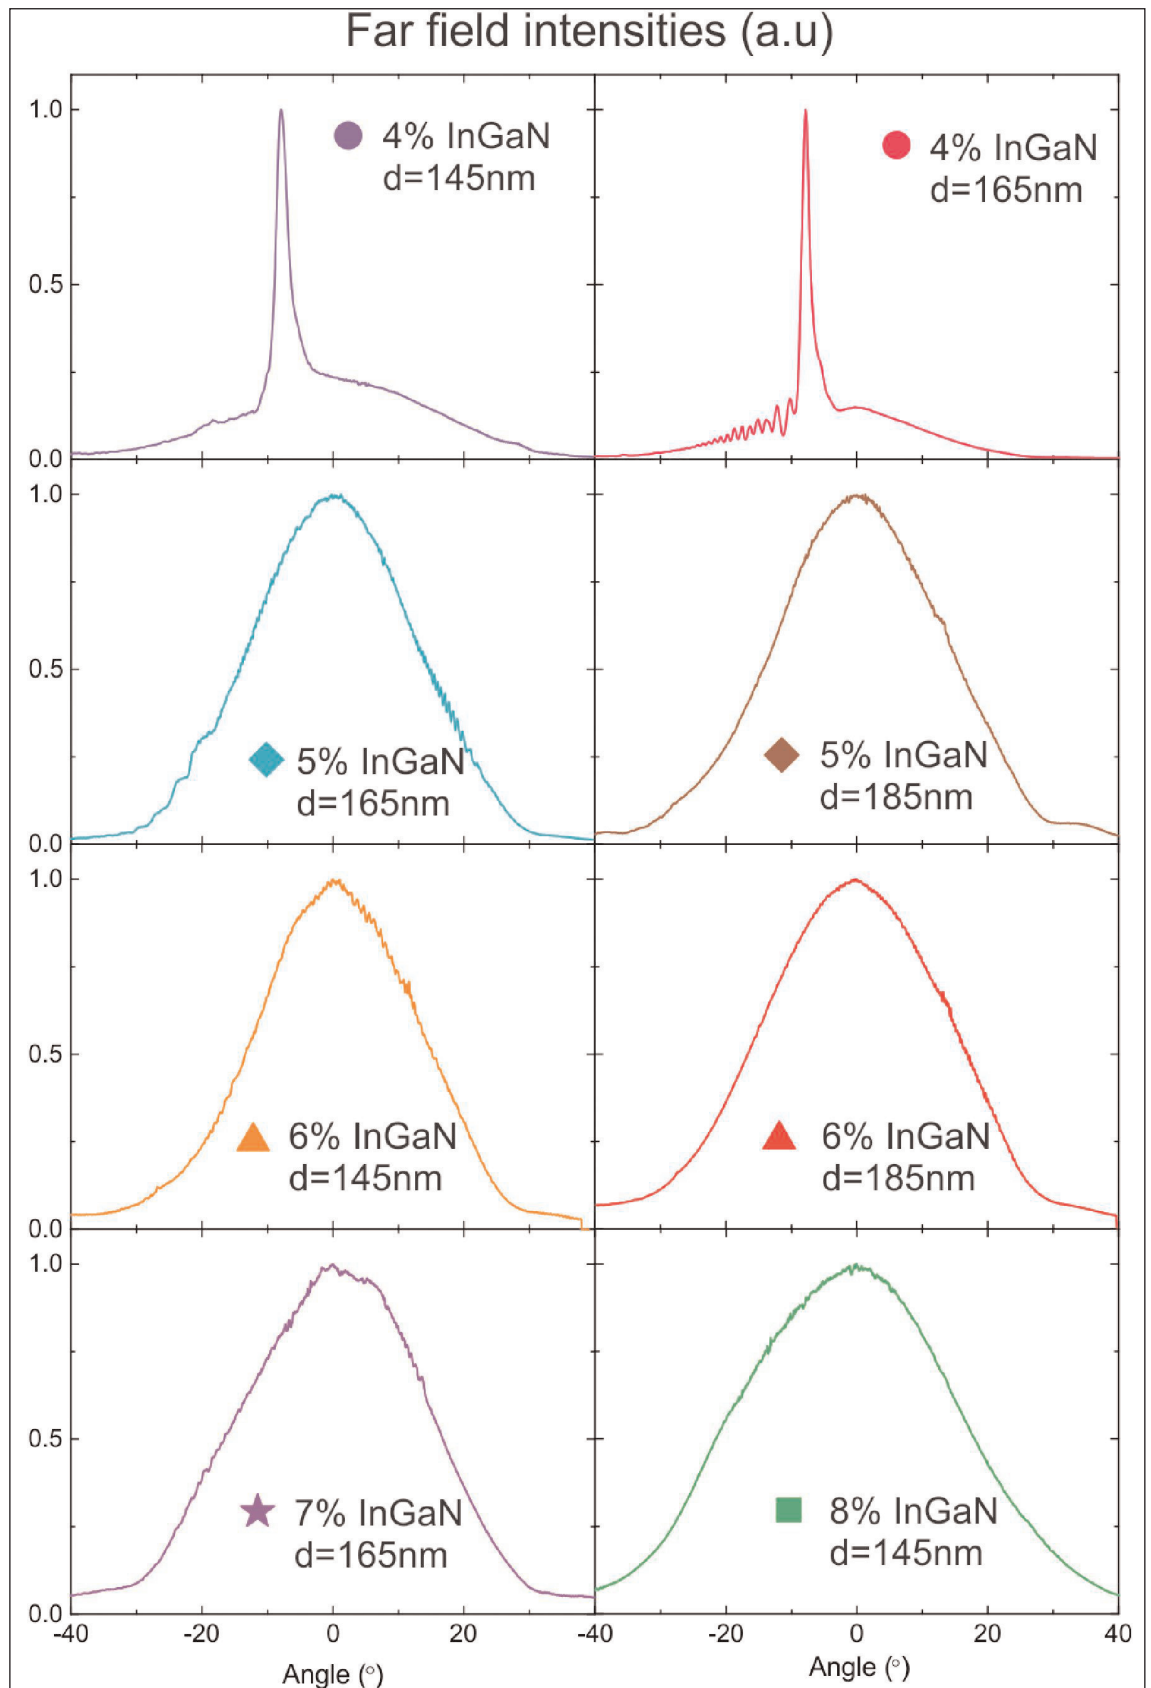 Far field intensities (a.u)
1.0
4% InGaN
d=145nm
4% InGaN
d=165nm
0.5
0.0
1.0
0.5
5% InGaN
d=165nm
5% InGaN
d=185nm
0.0
1.0
0.5
6% InGaN
d=145nm
6% InGaN
d=185nm
0.0
1.0
0.5
7% InGaN
d=165nm
8% InGaN
d=145nm
0.0
-40 -20 0 20 -40 -20 0 20 40
Angle (°) Angle (°)